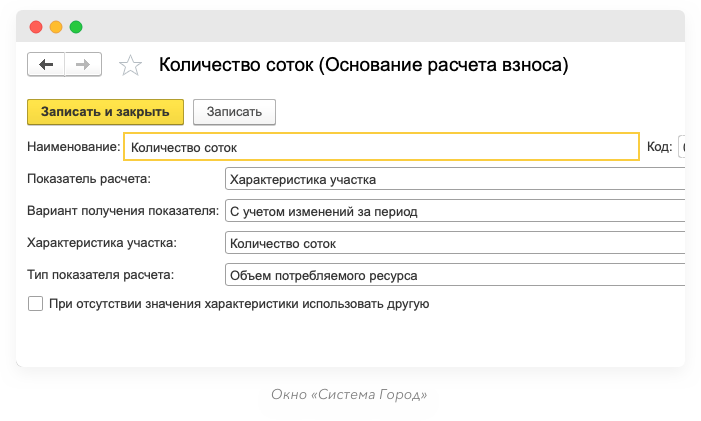 Количество соток (Основание расчета взноса)
Записать и закрыть Записать
Наименование: Количество соток Код:
Показатель расчета: Характеристика участка
Вариант получения показателя: С учетом изменений за период
Характеристика участка: Количество соток
Тип показателя расчета: Объем потребляемого ресурса
При отсутствии значения характеристики использовать другую
Окно «Система Город»